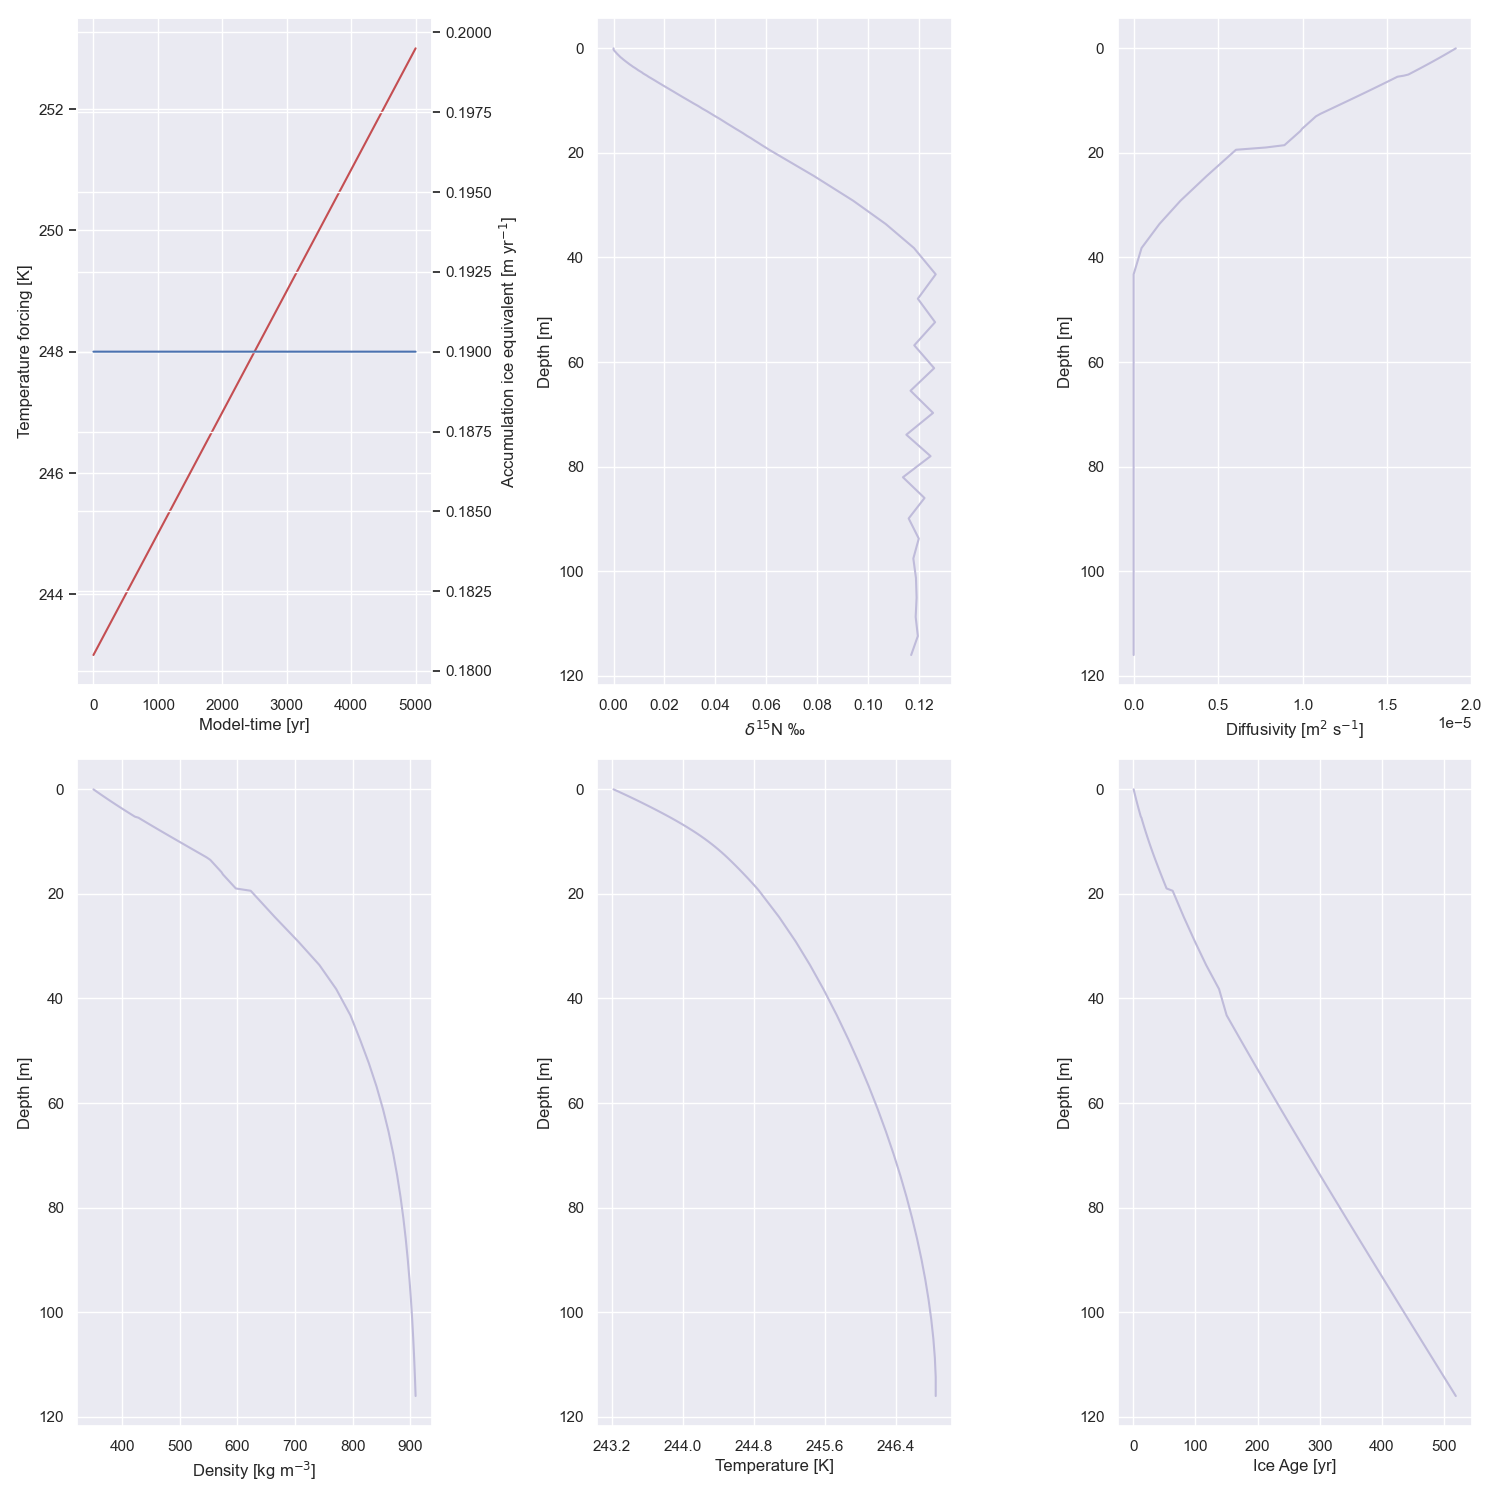 252
250
248
246
244
Temperature forcing [K]
0 1000 2000 3000 4000 5000
Model-time [yr]
0.2000
0.1975
0.1950
0.1925
0.1900
0.1875
0.1850
0.1825
0.1800
Accumulation ice equivalent [m yr⁻¹]
0
20
40
60
80
100
120
Depth [m]
0.00 0.02 0.04 0.06 0.08 0.10 0.12
δ¹⁵N ‰
0
20
40
60
80
100
120
Depth [m]
0.0 0.5 1.0 1.5 2.0
1e−5
Diffusivity [m² s⁻¹]
0
20
40
60
80
100
120
Depth [m]
400 500 600 700 800 900
Density [kg m⁻³]
0
20
40
60
80
100
120
Depth [m]
243.2 244.0 244.8 245.6 246.4
Temperature [K]
0
20
40
60
80
100
120
Depth [m]
0 100 200 300 400 500
Ice Age [yr]